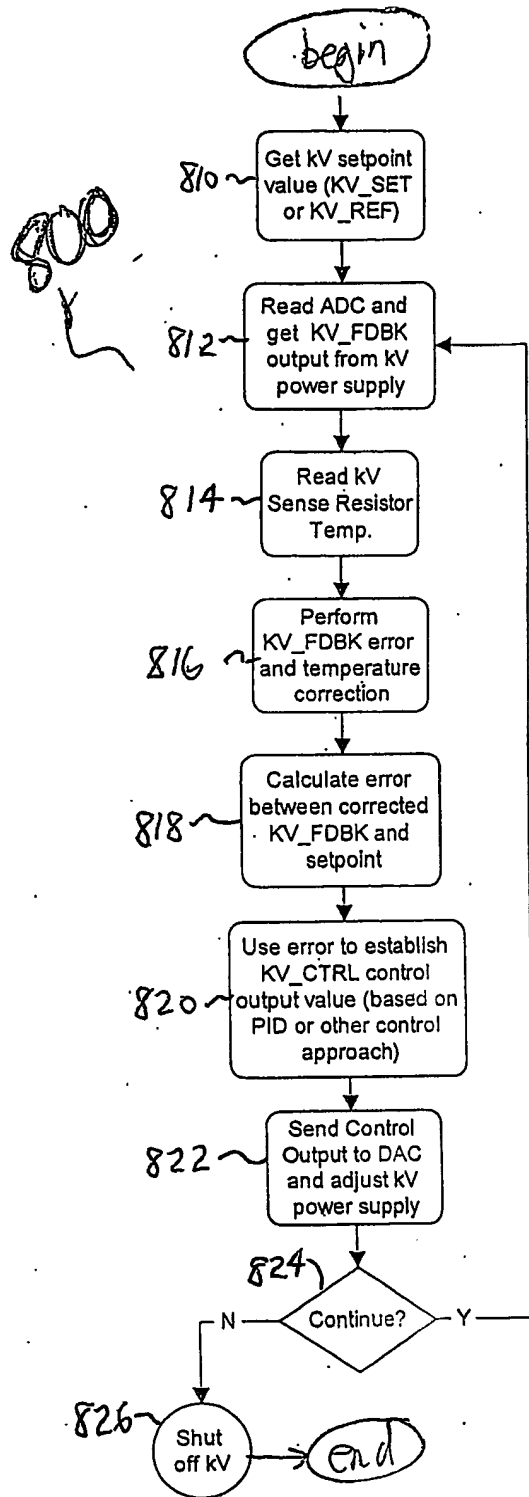 begin
810
Get kV setpoint
value (KV_SET
or KV_REF)
800
812
Read ADC and
get KV_FDBK
output from kV
power supply
814
Read kV
Sense Resistor
Temp.
816
Perform
KV_FDBK error
and temperature
correction
818
Calculate error
between corrected
KV_FDBK and
setpoint
820
Use error to establish
KV_CTRL control
output value (based on
PID or other control
approach)
822
Send Control
Output to DAC
and adjust kV
power supply
824
Continue?
N
Y
826
Shut
off kV
end